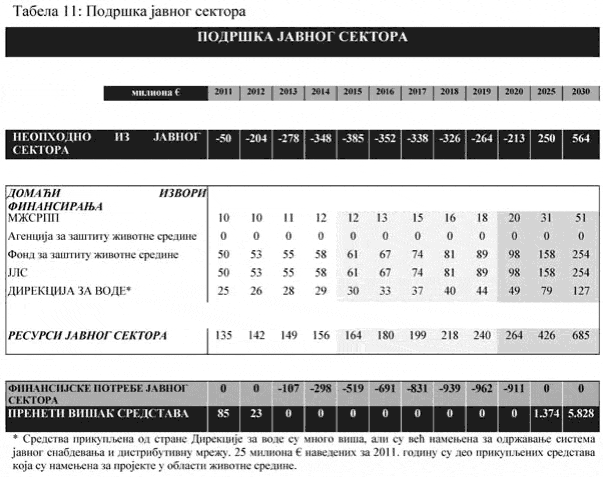 Табела 11: Подршка јавног сектора
ПОДРШКА ЈАВНОГ СЕКТОРА
милиона € 2011 2012 2013 2014 2015 2016 2017 2018 2019 2020 2025 2030
НЕОПХОДНО ИЗ ЈАВНОГ СЕКТОРА -50 -204 -278 -348 -385 -352 -338 -326 -264 -213 250 564
ДОМАЋИ ИЗВОРИ
ФИНАНСИРАЊА
МЖСРПП 10 10 11 12 12 13 15 16 18 20 31 51
Агенција за заштиту животне средине 0 0 0 0 0 0 0 0 0 0 0 0
Фонд за заштиту животне средине 50 53 55 58 61 67 74 81 89 98 158 254
ЈЛС 50 53 55 58 61 67 74 81 89 98 158 254
ДИРЕКЦИЈА ЗА ВОДЕ* 25 26 28 29 30 33 37 40 44 49 79 127
РЕСУРСИ ЈАВНОГ СЕКТОРА 135 142 149 156 164 180 199 218 240 264 426 685
ФИНАНСИЈСКЕ ПОТРЕБЕ ЈАВНОГ СЕКТОРА 0 0 -107 -298 -519 -691 -831 -939 -962 -911 0 0
ПРЕНЕТИ ВИШАК СРЕДСТАВА 85 23 0 0 0 0 0 0 0 0 1.374 5.828
* Средства прикупљена од стране Дирекције за воде су много виша, али су већ намењена за одржавање система
јавног снабдевања и дистрибутивну мрежу. 25 милиона € наведених за 2011. годину су део прикупљених средстава
која су намењена за пројекте у области животне средине.